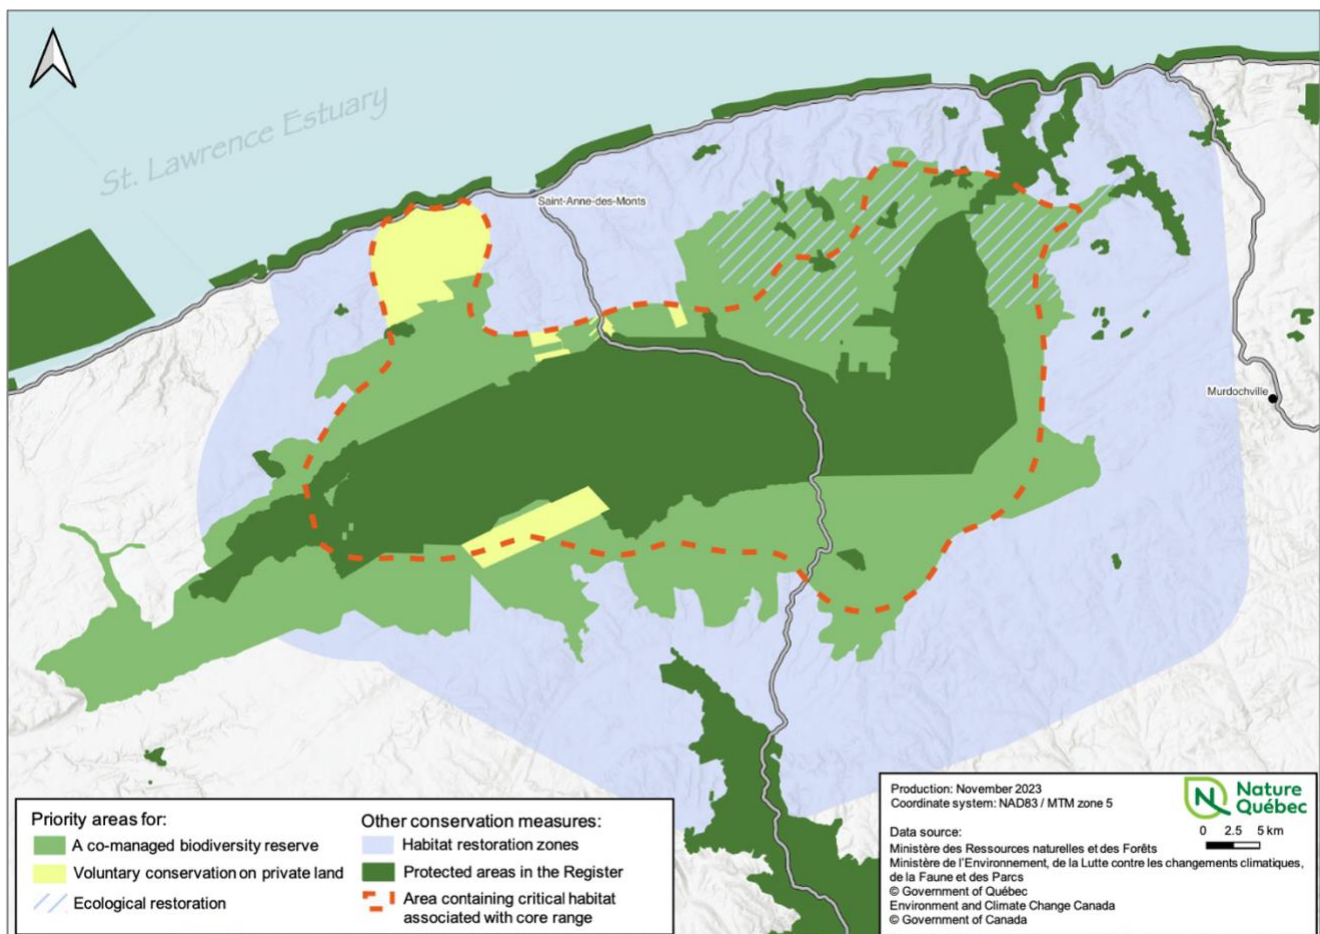 St. Lawrence Estuary
Saint-Anne-des-Monts
Murdochville
Priority areas for:
A co-managed biodiversity reserve
Voluntary conservation on private land
Ecological restoration
Other conservation measures:
Habitat restoration zones
Protected areas in the Register
Area containing critical habitat
associated with core range
Production: November 2023
Coordinate system: NAD83 / MTM zone 5
Nature
Québec
0 2.5 5 km
Data source:
Ministère des Ressources naturelles et des Forêts
Ministère de l'Environnement, de la Lutte contre les changements climatiques,
de la Faune et des Parcs
© Government of Québec
Environment and Climate Change Canada
© Government of Canada